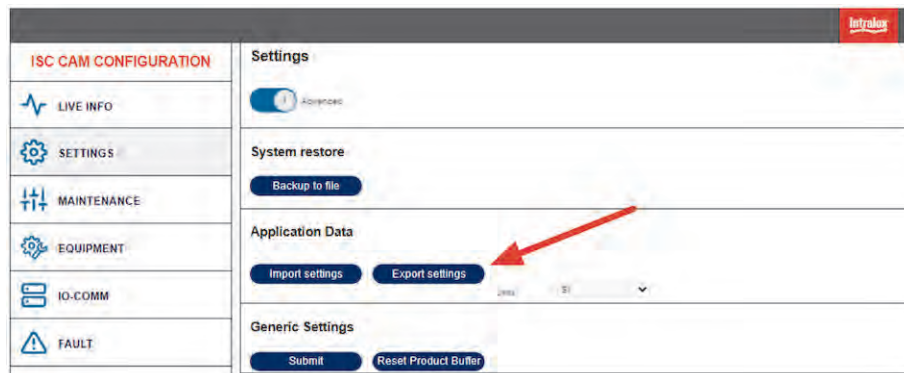 Intralox
ISC CAM CONFIGURATION
LIVE INFO
SETTINGS
MAINTENANCE
EQUIPMENT
IO-COMM
FAULT
Settings
Advanced
System restore
Backup to file
Application Data
Import settings Export settings
Units SI
Generic Settings
Submit Reset Product Buffer